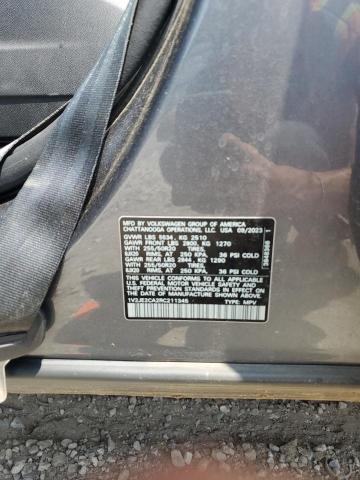 MFD BY VOLKSWAGEN GROUP OF AMERICA
CHATTANOOGA OPERATIONS, LLC. USA 09/2023
GVWR LBS 5534, KG 2510
GAWR FRONT LBS 2800, KG 1270
WITH 255/50R20 TIRES,
8J20 RIMS, AT 250 KPA, 36 PSI COLD
GAWR REAR LBS 2844, KG 1290
WITH 255/50R20 TIRES,
8J20 RIMS, AT 250 KPA, 36 PSI COLD
THIS VEHICLE CONFORMS TO ALL APPLICABLE
FEDERAL MOTOR VEHICLE SAFETY
STANDARDS IN EFFECT ON THE DATE OF
MANUFACTURE SHOWN ABOVE.
1V2JE2CA2RC211345 TYPE: MPV